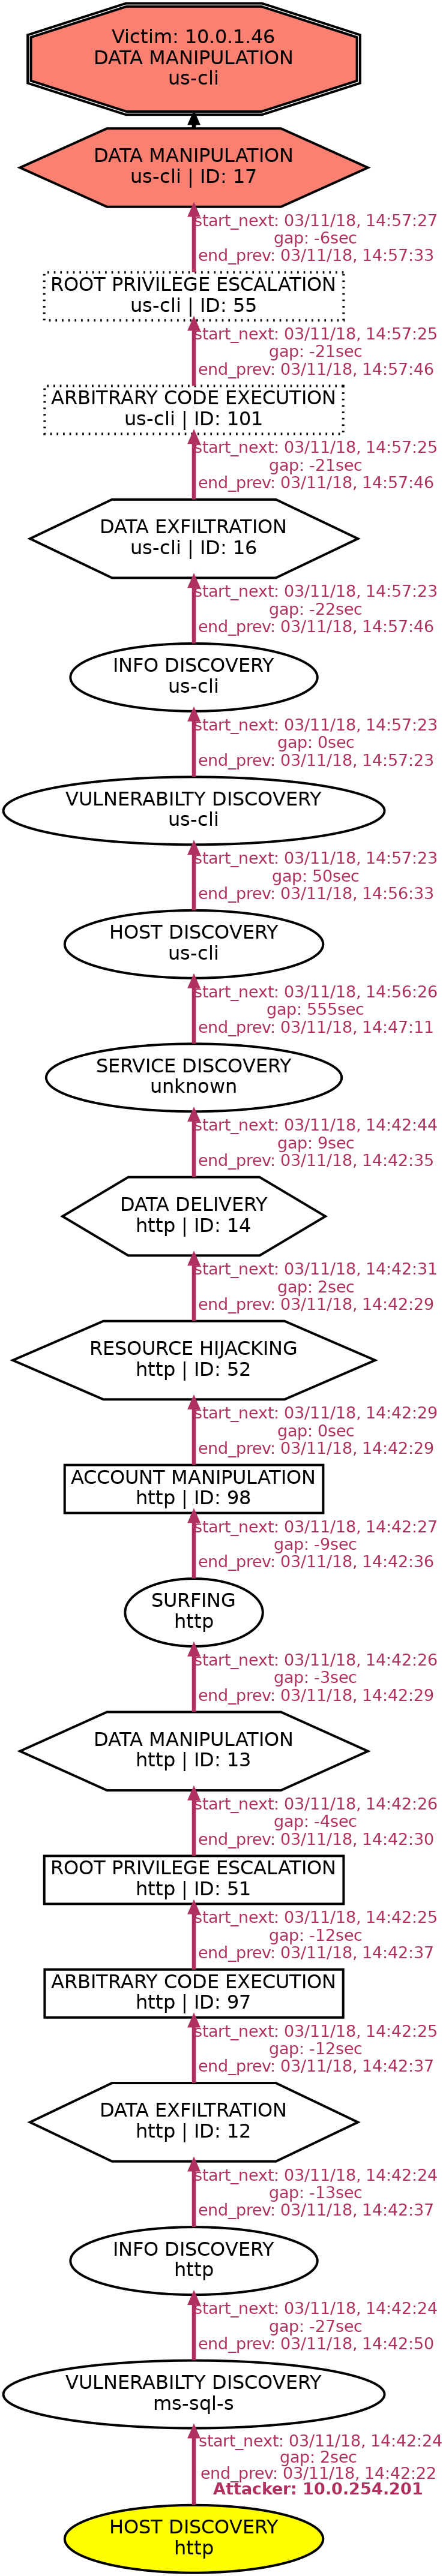 Victim: 10.0.1.46
DATA MANIPULATION
us-cli
DATA MANIPULATION
us-cli | ID: 17
start_next: 03/11/18, 14:57:27
gap: -6sec
end_prev: 03/11/18, 14:57:33
ROOT PRIVILEGE ESCALATION
us-cli | ID: 55
start_next: 03/11/18, 14:57:25
gap: -21sec
end_prev: 03/11/18, 14:57:46
ARBITRARY CODE EXECUTION
us-cli | ID: 101
start_next: 03/11/18, 14:57:25
gap: -21sec
end_prev: 03/11/18, 14:57:46
DATA EXFILTRATION
us-cli | ID: 16
start_next: 03/11/18, 14:57:23
gap: -22sec
end_prev: 03/11/18, 14:57:46
INFO DISCOVERY
us-cli
start_next: 03/11/18, 14:57:23
gap: 0sec
end_prev: 03/11/18, 14:57:23
VULNERABILTY DISCOVERY
us-cli
start_next: 03/11/18, 14:57:23
gap: 50sec
end_prev: 03/11/18, 14:56:33
HOST DISCOVERY
us-cli
start_next: 03/11/18, 14:56:26
gap: 555sec
end_prev: 03/11/18, 14:47:11
SERVICE DISCOVERY
unknown
start_next: 03/11/18, 14:42:44
gap: 9sec
end_prev: 03/11/18, 14:42:35
DATA DELIVERY
http | ID: 14
start_next: 03/11/18, 14:42:31
gap: 2sec
end_prev: 03/11/18, 14:42:29
RESOURCE HIJACKING
http | ID: 52
start_next: 03/11/18, 14:42:29
gap: 0sec
end_prev: 03/11/18, 14:42:29
ACCOUNT MANIPULATION
http | ID: 98
start_next: 03/11/18, 14:42:27
gap: -9sec
end_prev: 03/11/18, 14:42:36
SURFING
http
start_next: 03/11/18, 14:42:26
gap: -3sec
end_prev: 03/11/18, 14:42:29
DATA MANIPULATION
http | ID: 13
start_next: 03/11/18, 14:42:26
gap: -4sec
end_prev: 03/11/18, 14:42:30
ROOT PRIVILEGE ESCALATION
http | ID: 51
start_next: 03/11/18, 14:42:25
gap: -12sec
end_prev: 03/11/18, 14:42:37
ARBITRARY CODE EXECUTION
http | ID: 97
start_next: 03/11/18, 14:42:25
gap: -12sec
end_prev: 03/11/18, 14:42:37
DATA EXFILTRATION
http | ID: 12
start_next: 03/11/18, 14:42:24
gap: -13sec
end_prev: 03/11/18, 14:42:37
INFO DISCOVERY
http
start_next: 03/11/18, 14:42:24
gap: -27sec
end_prev: 03/11/18, 14:42:50
VULNERABILTY DISCOVERY
ms-sql-s
start_next: 03/11/18, 14:42:24
gap: 2sec
end_prev: 03/11/18, 14:42:22
Attacker: 10.0.254.201
HOST DISCOVERY
http